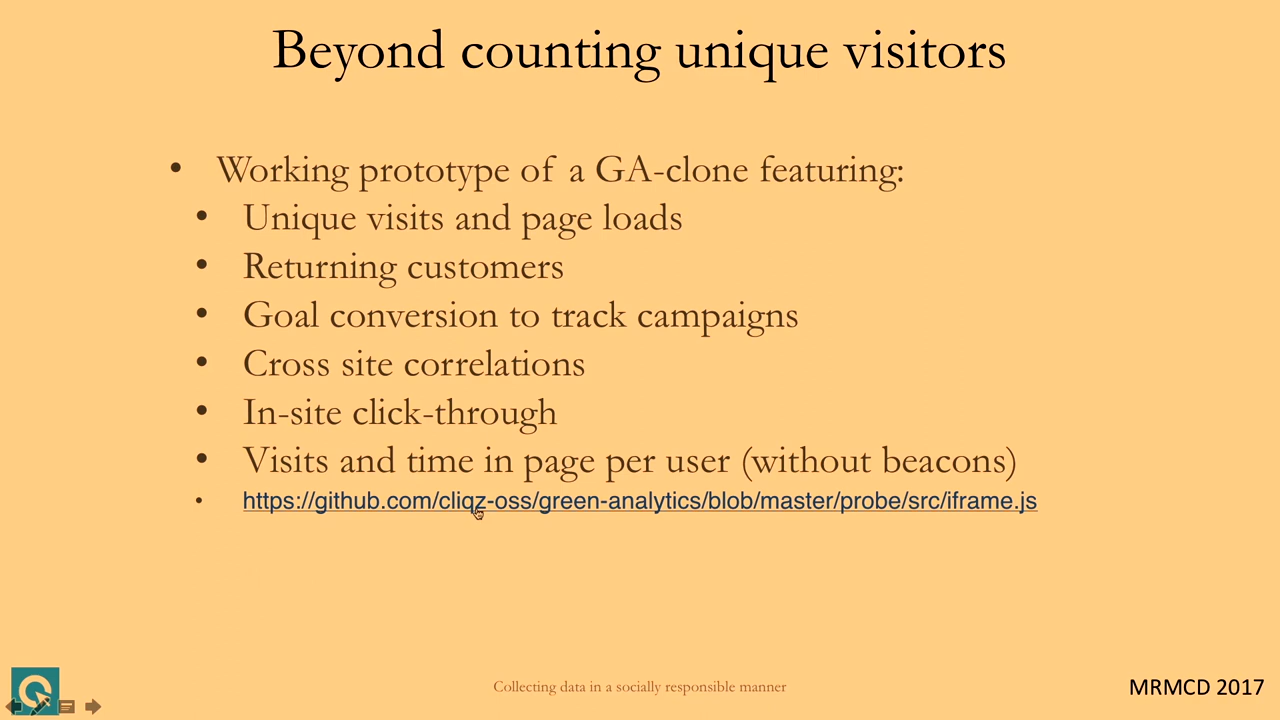 Beyond counting unique visitors
• Working prototype of a GA-clone featuring:
• Unique visits and page loads
• Returning customers
• Goal conversion to track campaigns
• Cross site correlations
• In-site click-through
• Visits and time in page per user (without beacons)
• https://github.com/cliqz-oss/green-analytics/blob/master/probe/src/iframe.js
Collecting data in a socially responsible manner
MRMCD 2017